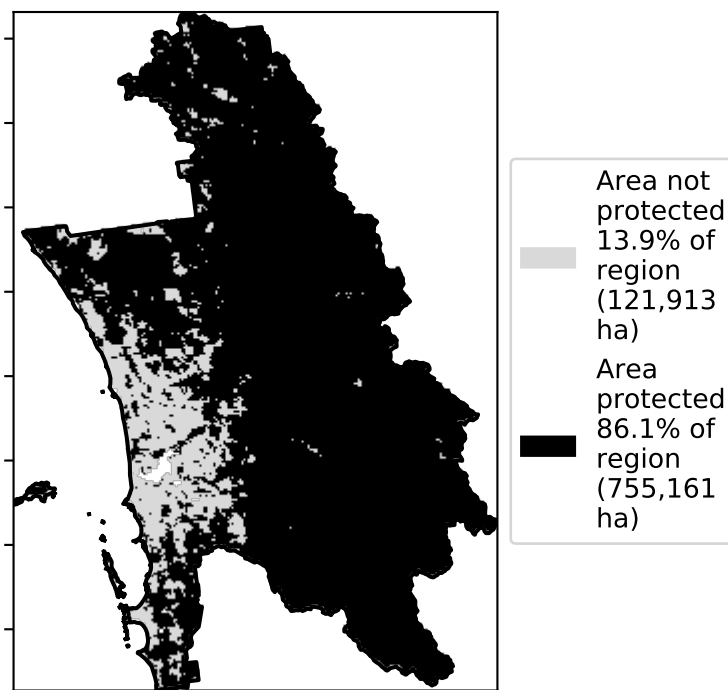 Area not
protected
13.9% of
region
(121,913
ha)
Area
protected
86.1% of
region
(755,161
ha)